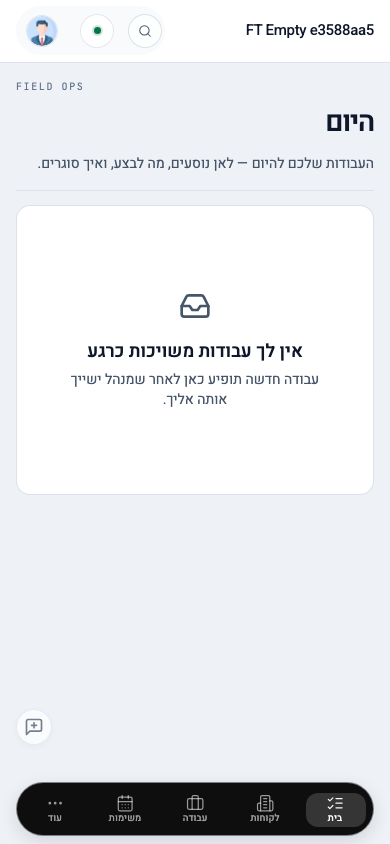 FT Empty e3588aa5
FIELD OPS
היום
העבודות שלכם להיום — לאן נוסעים, מה לבצע, ואיך סוגרים.
אין לך עבודות משויכות כרגע
עבודה חדשה תופיע כאן לאחר שמנהל ישייך
אותה אליך.
בית
לקוחות
עבודה
משימות
עוד